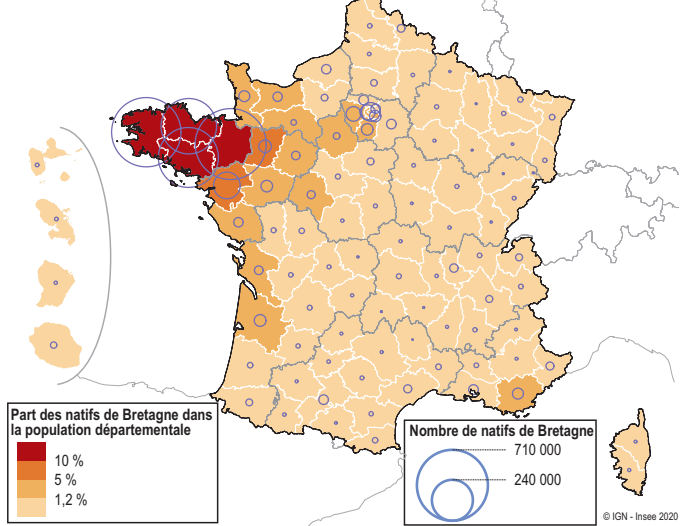 Part des natifs de Bretagne dans
la population départementale
10 %
5 %
1,2 %
Nombre de natifs de Bretagne
710 000
240 000
© IGN - Insee 2020